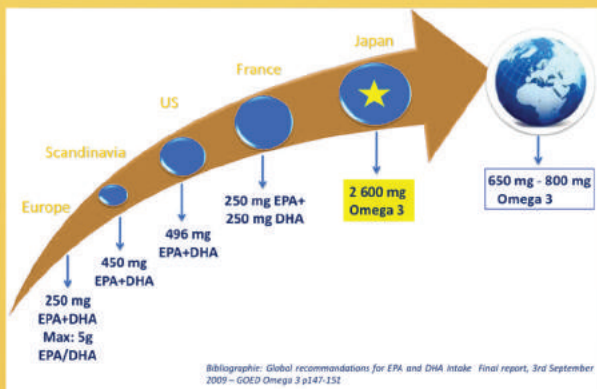 Japan
France
US
Scandinavia
Europe
250 mg
EPA+DHA
Max: 5g
EPA/DHA
450 mg
EPA+DHA
496 mg
EPA+DHA
250 mg EPA+
250 mg DHA
2 600 mg
Omega 3
650 mg - 800 mg
Omega 3
Bibliographie: Global recommandations for EPA and DHA Intake Final report, 3rd September
2009 – GOED Omega 3 p147-151